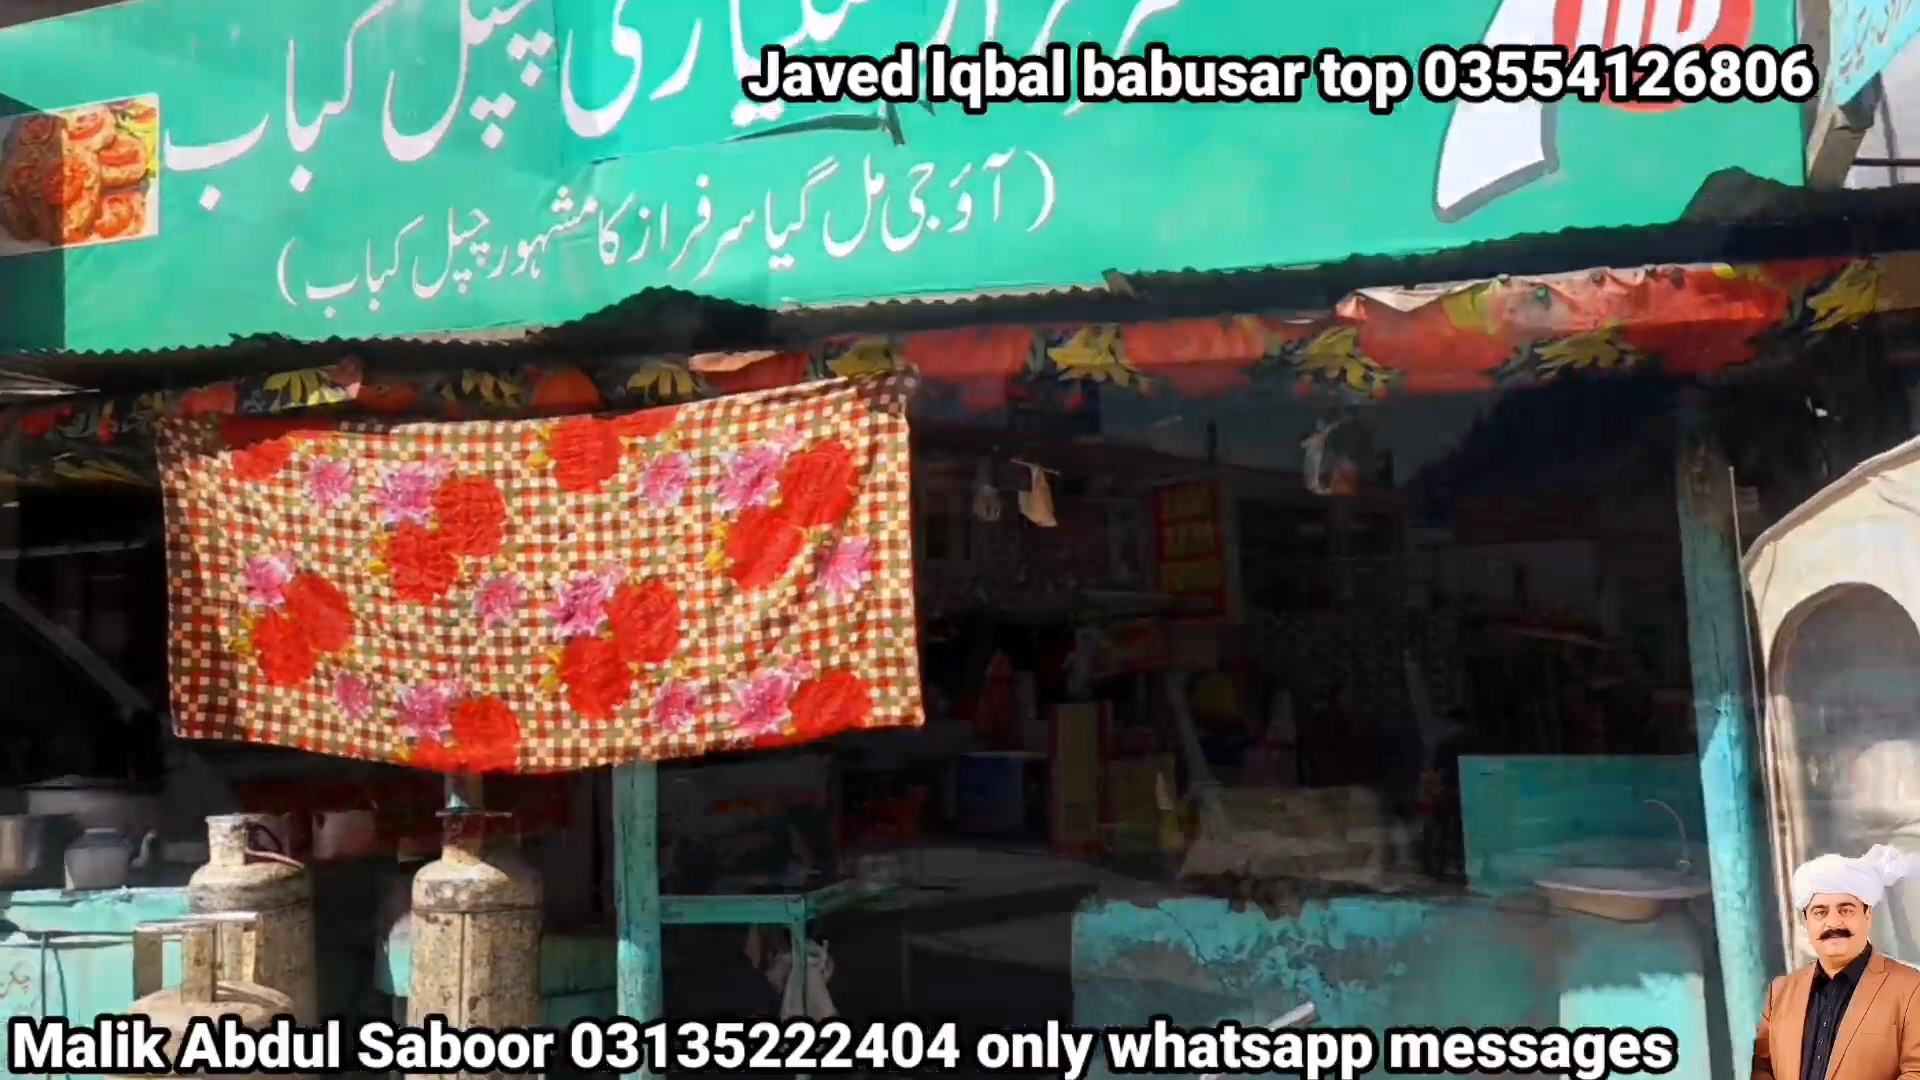 چپل کباب
Javed Iqbal babusar top 03554126806
(آؤ جی مل گیا سرفراز کا مشہور چپل کباب)
Malik Abdul Saboor 03135222404 only whatsapp messages